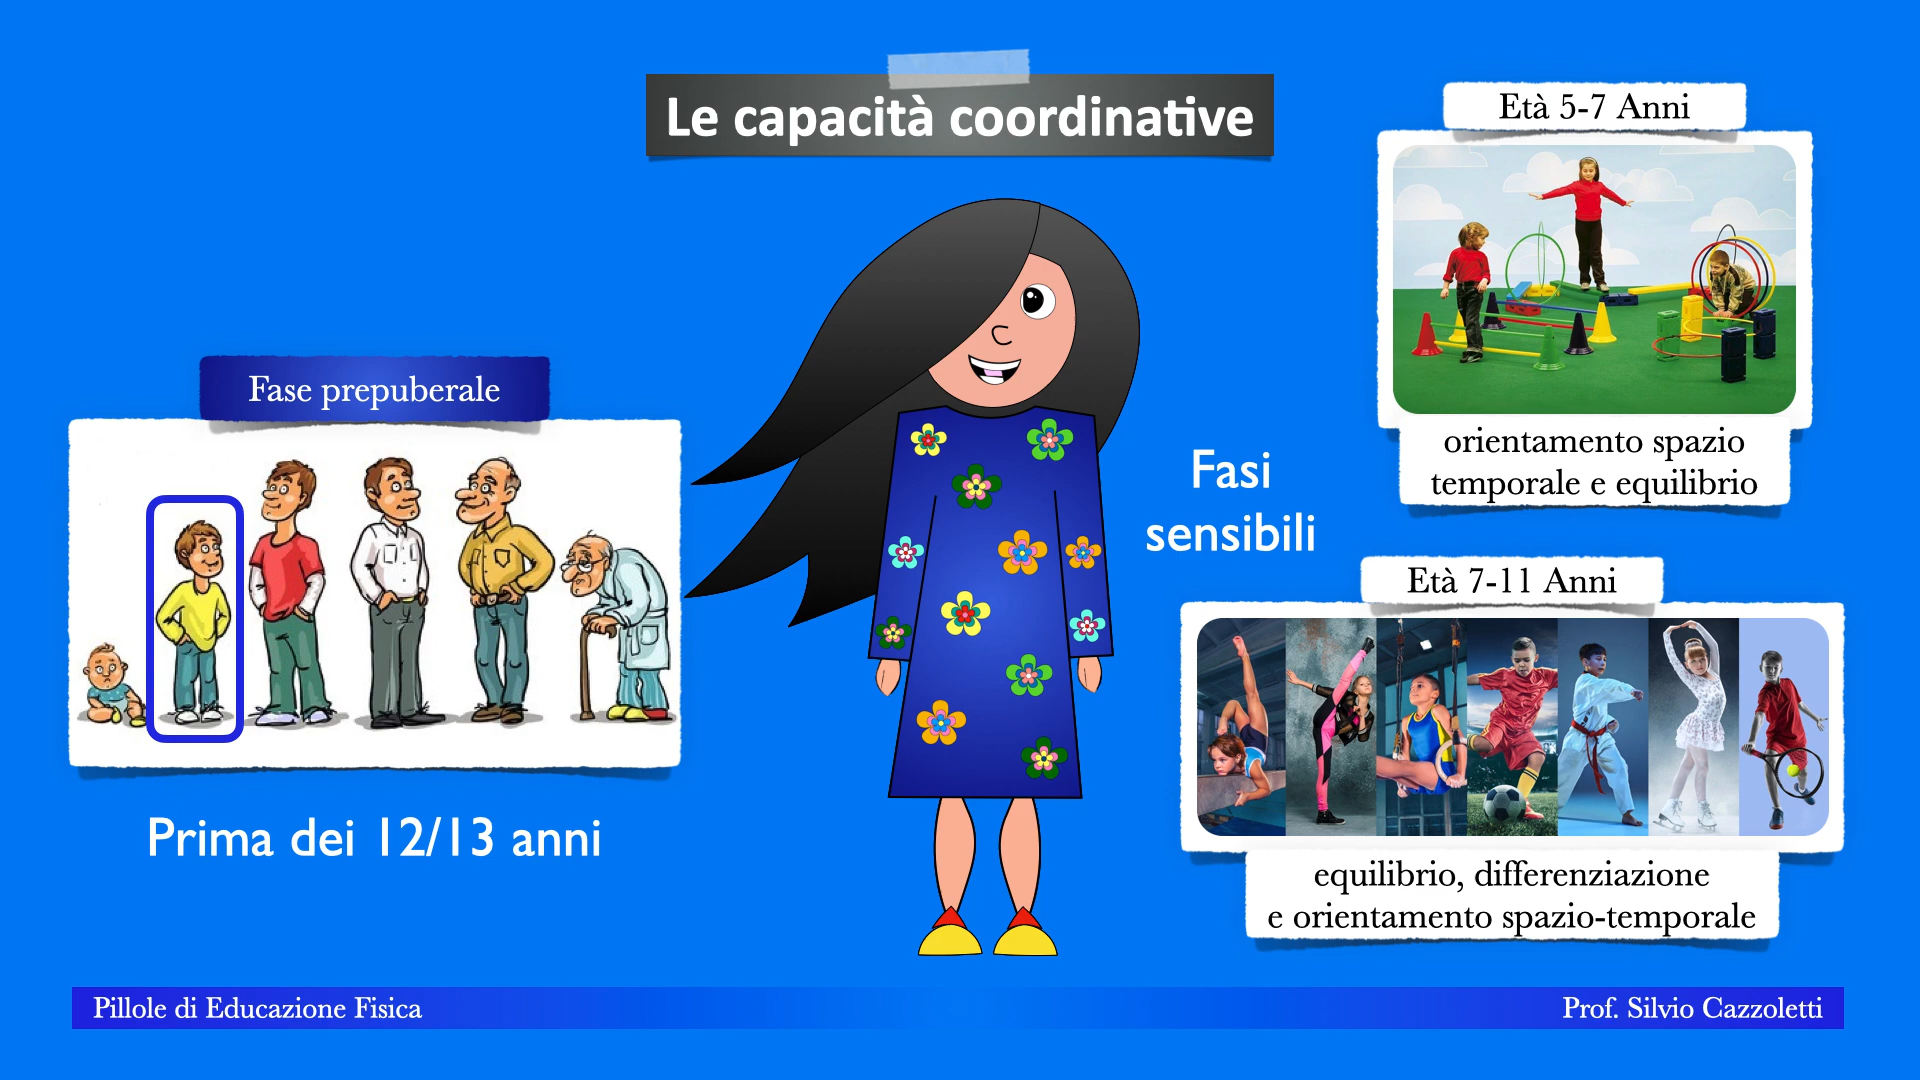 Le capacità coordinative
Fase prepuberale
Prima dei 12/13 anni
Fasi
sensibili
Età 5-7 Anni
orientamento spazio
temporale e equilibrio
Età 7-11 Anni
equilibrio, differenziazione
e orientamento spazio-temporale
Pillole di Educazione Fisica
Prof. Silvio Cazzoletti